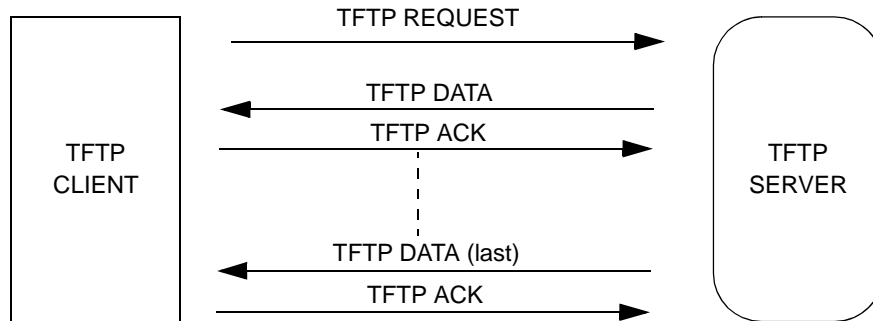 TFTP REQUEST
TFTP DATA
TFTP ACK
TFTP
CLIENT
TFTP
SERVER
TFTP DATA (last)
TFTP ACK